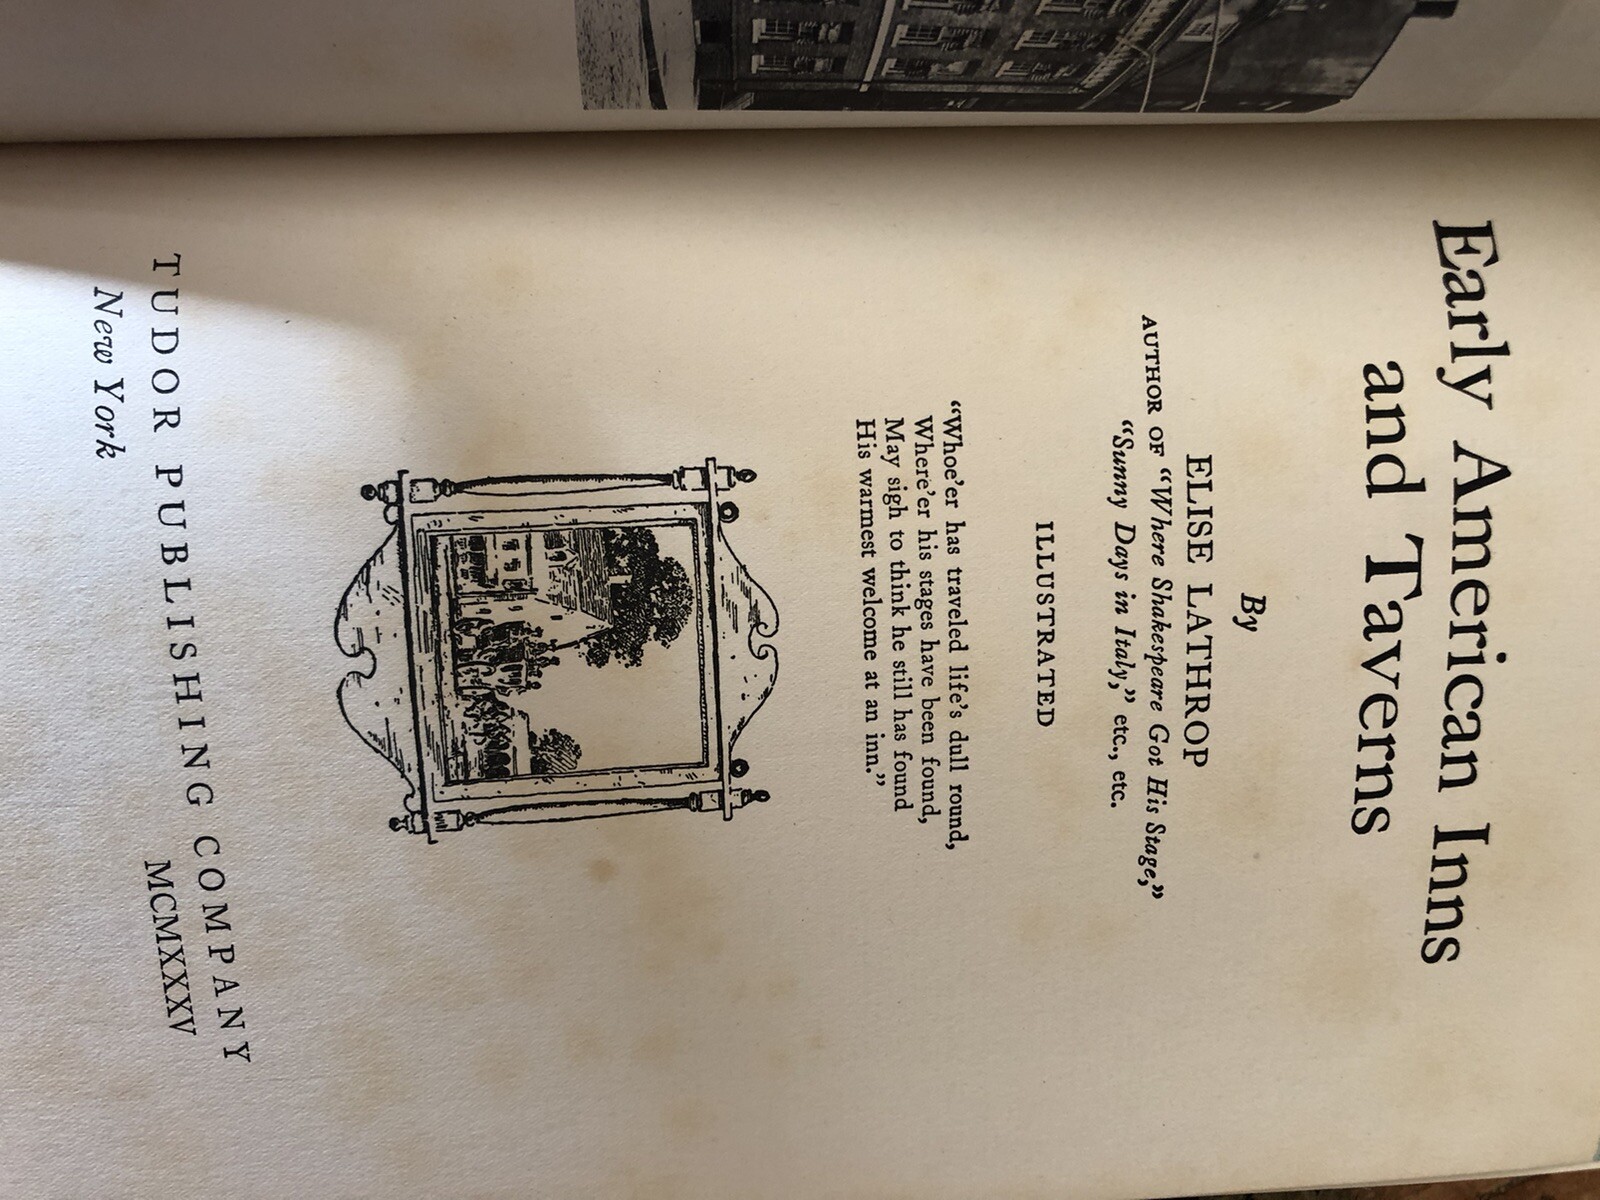 Early American Inns
and Taverns
By
ELISE LATHROP
AUTHOR OF "Where Shakespeare Got His Stage,"
"Sunny Days in Italy," etc., etc.
ILLUSTRATED
"Whoe'er has traveled life's dull round,
Where'er his stages have been found,
May sigh to think he still has found
His warmest welcome at an inn."
TUDOR PUBLISHING COMPANY
New York MCMXXXV